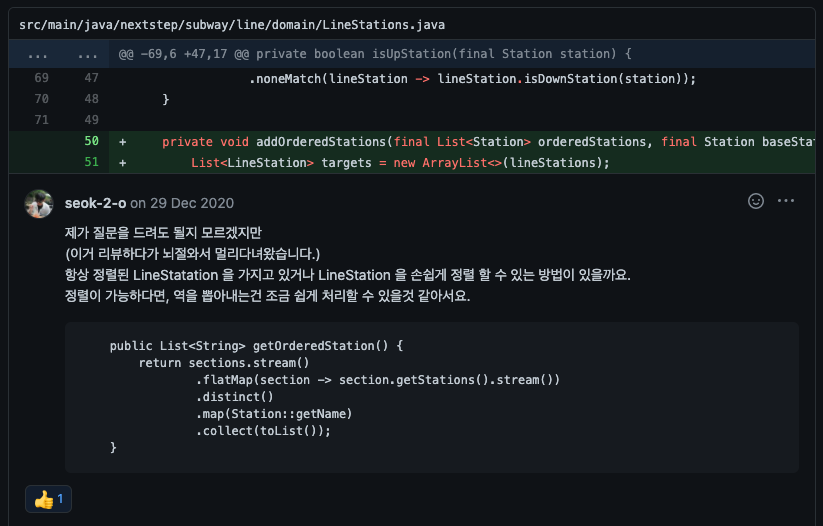 src/main/java/nextstep/subway/line/domain/LineStations.java
... ... @@ -69,6 +47,17 @@ private boolean isUpStation(final Station station) {
69 47 .noneMatch(lineStation -> lineStation.isDownStation(station));
70 48 }
71 49
50 + private void addOrderedStations(final List<Station> orderedStations, final Station baseStat
51 + List<LineStation> targets = new ArrayList<>(lineStations);
seok-2-o on 29 Dec 2020
제가 질문을 드려도 될지 모르겠지만
(이거 리뷰하다가 뇌절와서 멀리다녀왔습니다.)
항상 정렬된 LineStatation 을 가지고 있거나 LineStation 을 손쉽게 정렬 할 수 있는 방법이 있을까요.
정렬이 가능하다면, 역을 뽑아내는건 조금 쉽게 처리할 수 있을것 같아서요.
public List<String> getOrderedStation() {
return sections.stream()
.flatMap(section -> section.getStations().stream())
.distinct()
.map(Station::getName)
.collect(toList());
}
👍 1